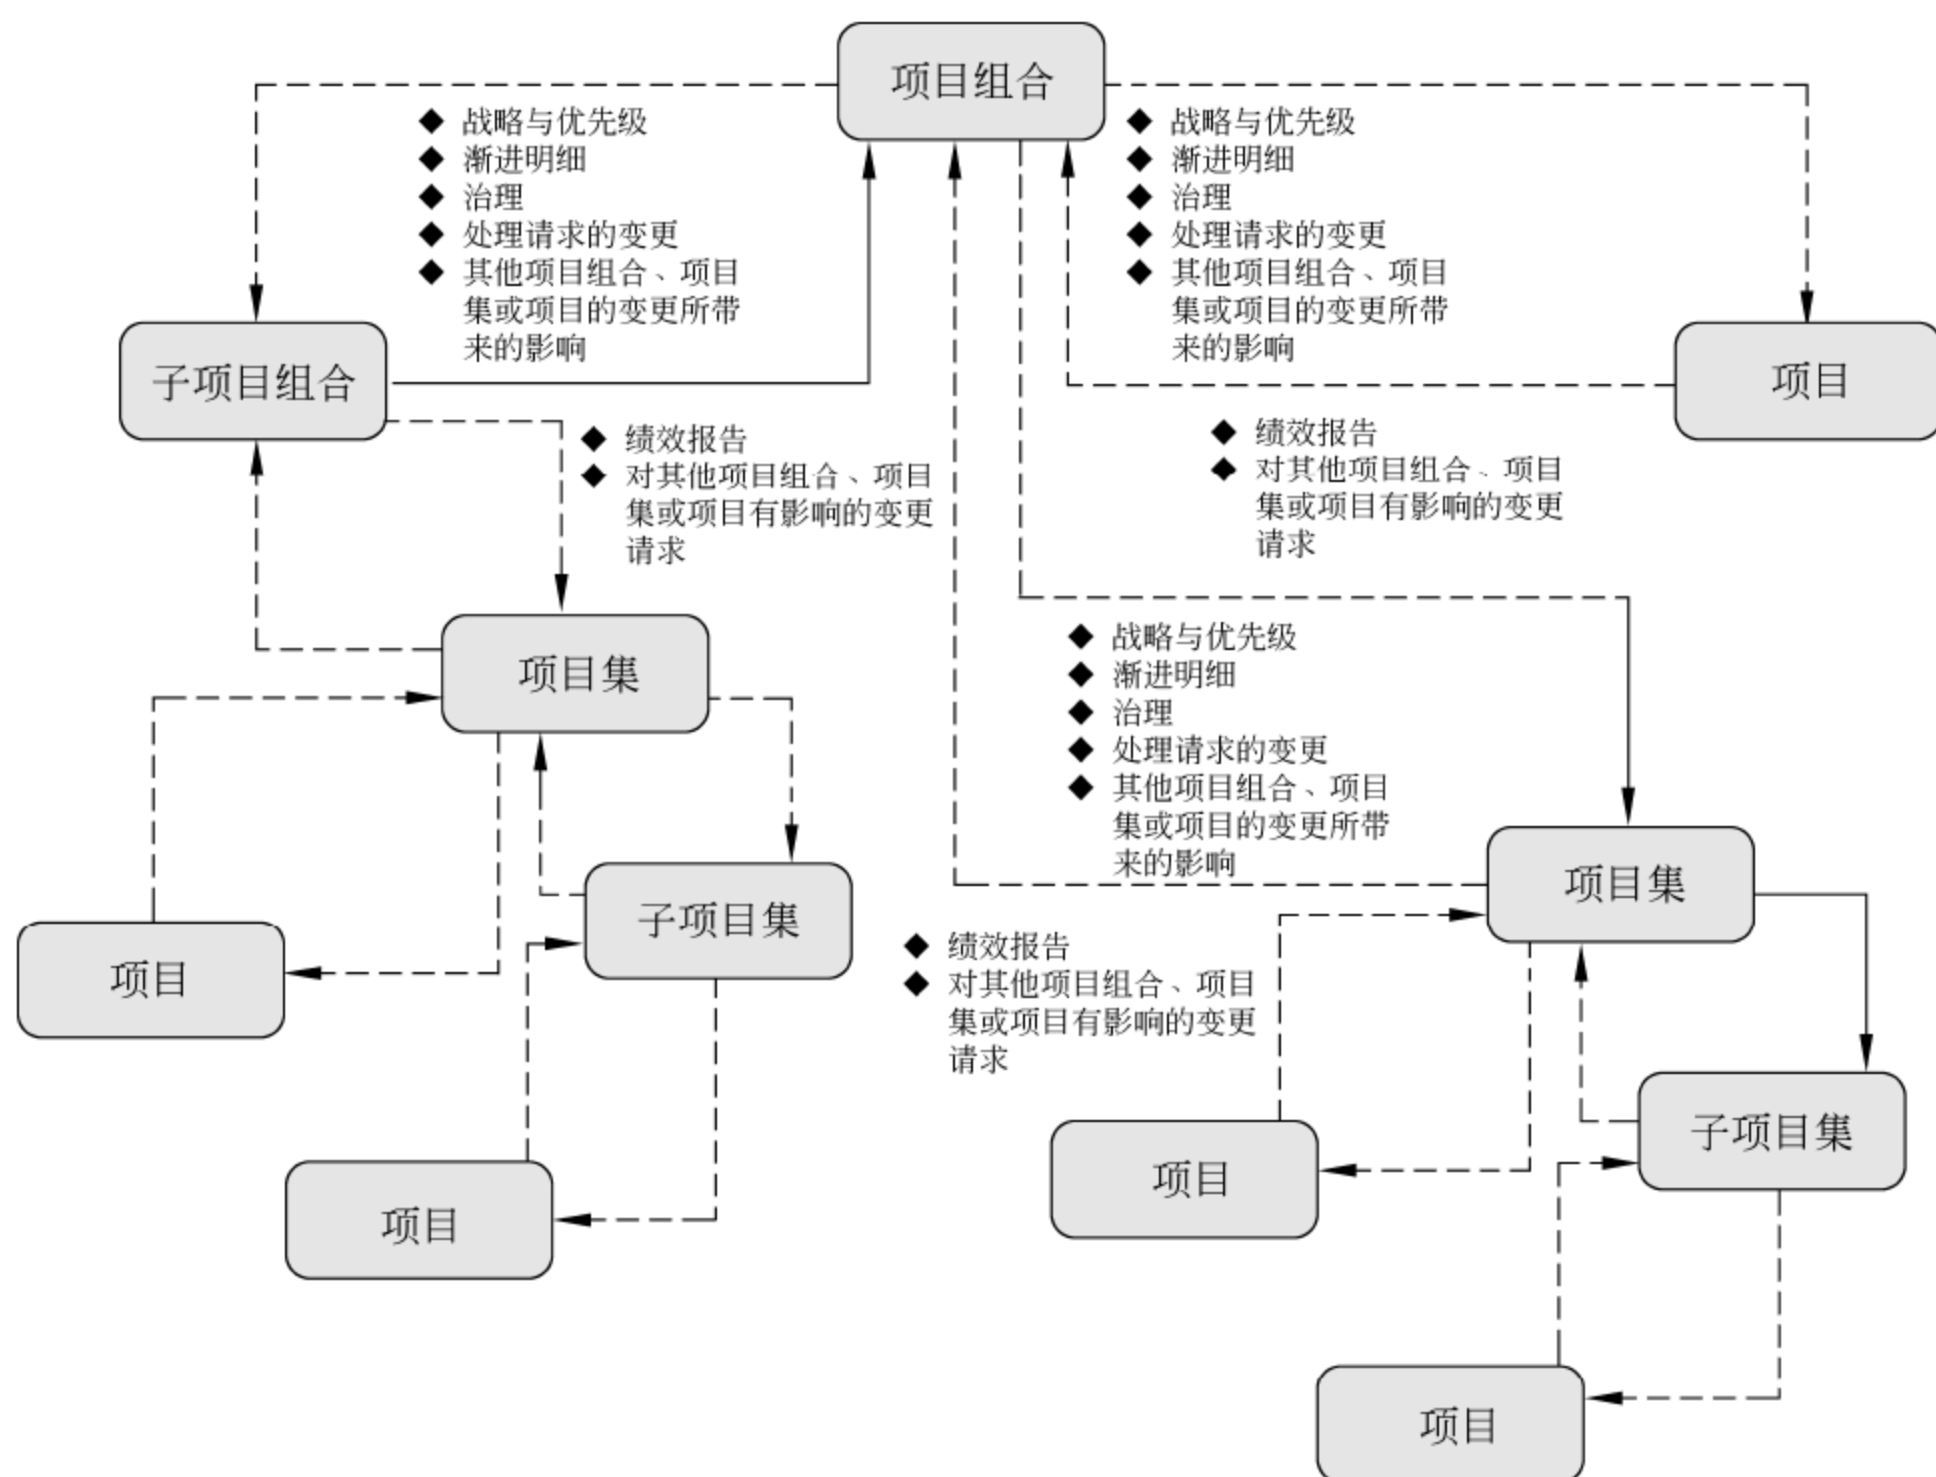 项目组合
◆ 战略与优先级
◆ 渐进明细
◆ 治理
◆ 处理请求的变更
◆ 其他项目组合、项目
集或项目的变更所带
来的影响
◆ 战略与优先级
◆ 渐进明细
◆ 治理
◆ 处理请求的变更
◆ 其他项目组合、项目
集或项目的变更所带
来的影响
子项目组合
项目
◆ 绩效报告
◆ 对其他项目组合、项目
集或项目有影响的变更
请求
◆ 绩效报告
◆ 对其他项目组合、项目
集或项目有影响的变更
请求
项目集
◆ 战略与优先级
◆ 渐进明细
◆ 治理
◆ 处理请求的变更
◆ 其他项目组合、项目
集或项目的变更所带
来的影响
项目集
子项目集
项目
◆ 绩效报告
◆ 对其他项目组合、项目
集或项目有影响的变更
请求
子项目集
项目
项目
项目